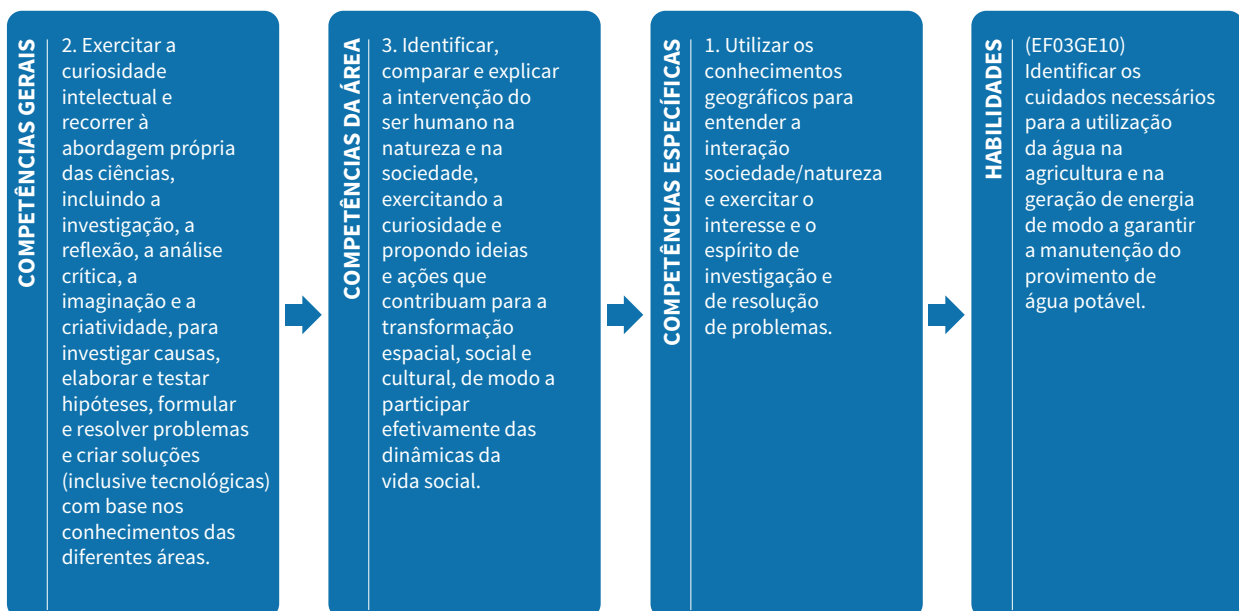 COMPETÊNCIAS GERAIS
2. Exercitar a
curiosidade
intelectual e
recorrer à
abordagem própria
das ciências,
incluindo a
investigação, a
reflexão, a análise
crítica, a
imaginação e a
criatividade, para
investigar causas,
elaborar e testar
hipóteses, formular
e resolver problemas
e criar soluções
(inclusive tecnológicas)
com base nos
conhecimentos das
diferentes áreas.
COMPETÊNCIAS DA ÁREA
3. Identificar,
comparar e explicar
a intervenção do
ser humano na
natureza e na
sociedade,
exercitando a
curiosidade e
propondo ideias
e ações que
contribuam para a
transformação
espacial, social e
cultural, de modo a
participar
efetivamente das
dinâmicas da
vida social.
COMPETÊNCIAS ESPECÍFICAS
1. Utilizar os
conhecimentos
geográficos para
entender a
interação
sociedade/natureza
e exercitar o
interesse e o
espírito de
investigação e
de resolução
de problemas.
HABILIDADES
(EF03GE10)
Identificar os
cuidados necessários
para a utilização
da água na
agricultura e na
geração de energia
de modo a garantir
a manutenção do
provimento de
água potável.